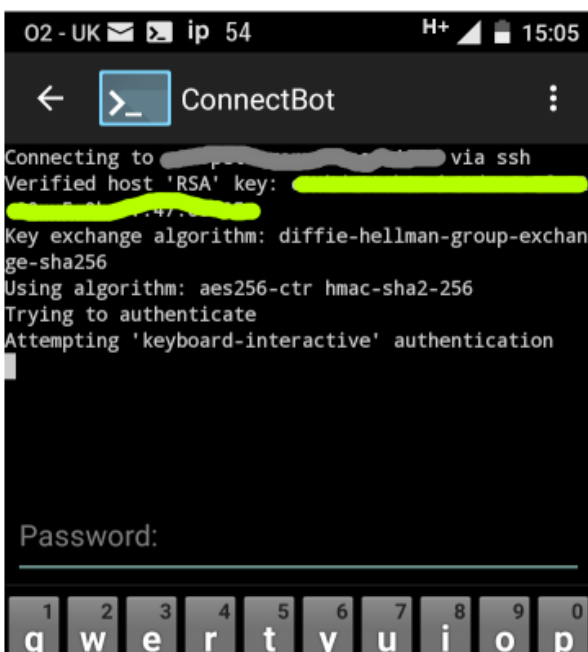 O2 - UK ip 54 H+ 15:05
ConnectBot
Connecting to via ssh
Verified host 'RSA' key:
Key exchange algorithm: diffie-hellman-group-exchan
ge-sha256
Using algorithm: aes256-ctr hmac-sha2-256
Trying to authenticate
Attempting 'keyboard-interactive' authentication
Password:
1 2 3 4 5 6 7 8 9 0
q w e r t y u i o p